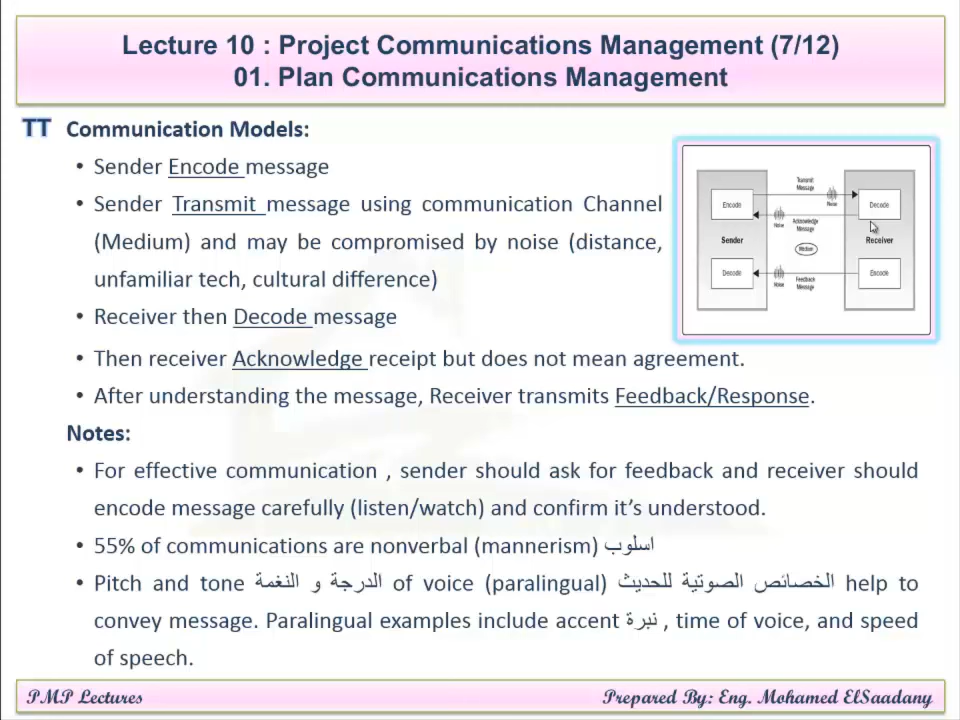 Lecture 10 : Project Communications Management (7/12)
01. Plan Communications Management
TT Communication Models:
• Sender Encode message
• Sender Transmit message using communication Channel
(Medium) and may be compromised by noise (distance,
unfamiliar tech, cultural difference)
• Receiver then Decode message
• Then receiver Acknowledge receipt but does not mean agreement.
• After understanding the message, Receiver transmits Feedback/Response.
Transmit
Message
Noise
Encode
Decode
Noise
Acknowledge
Message
Sender
Medium
Receiver
Decode
Encode
Noise
Feedback
Message
Notes:
• For effective communication , sender should ask for feedback and receiver should
encode message carefully (listen/watch) and confirm it's understood.
• 55% of communications are nonverbal (mannerism) اسلوب
• Pitch and tone الدرجة و النغمة of voice (paralingual) الخصائص الصوتية للحديث help to
convey message. Paralingual examples include accent نبرة , time of voice, and speed
of speech.
PMP Lectures
Prepared By: Eng. Mohamed ElSaadany